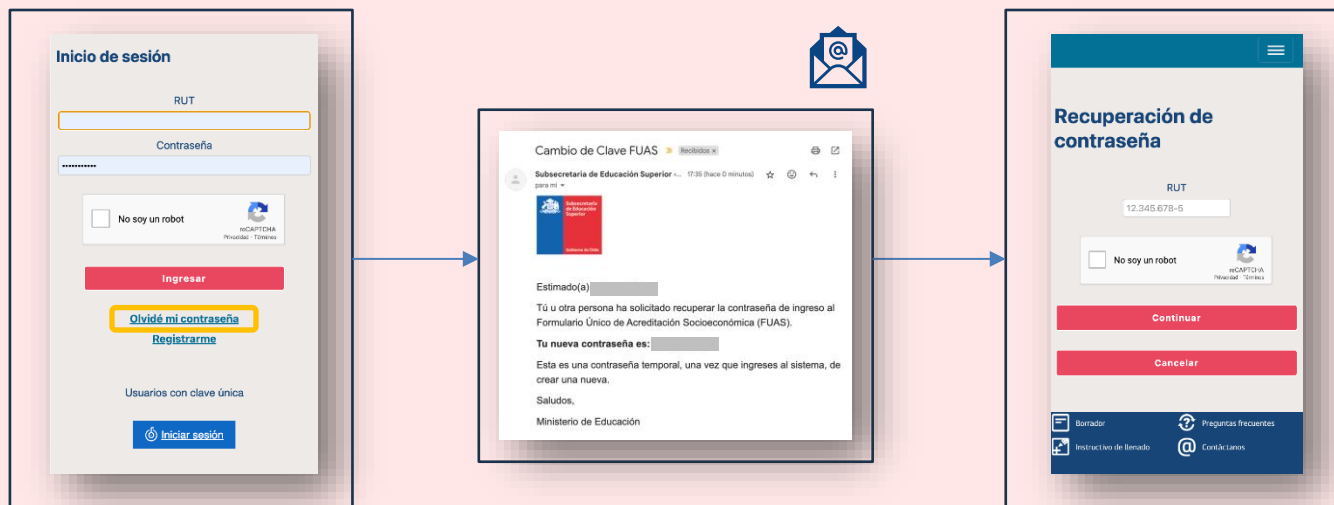 Inicio de sesión
RUT
Contraseña
No soy un robot
reCAPTCHA
Privacidad - Términos
Ingresar
Olvidé mi contraseña
Registrarme
Usuarios con clave única
Iniciar sesión
Cambio de Clave FUAS
Recibidos x
Subsecretaria de Educación Superior
17:35 (hace 0 minutos)
para mí
Subsecretaría
de Educación
Superior
Gobierno de Chile
Estimado(a)
Tú u otra persona ha solicitado recuperar la contraseña de ingreso al
Formulario Único de Acreditación Socioeconómica (FUAS).
Tu nueva contraseña es:
Esta es una contraseña temporal, una vez que ingreses al sistema, de
crear una nueva.
Saludos,
Ministerio de Educación
Recuperación de
contraseña
RUT
12.345.678-5
No soy un robot
reCAPTCHA
Privacidad - Términos
Continuar
Cancelar
Borrador
Preguntas frecuentes
Instructivo de llenado
Contáctanos